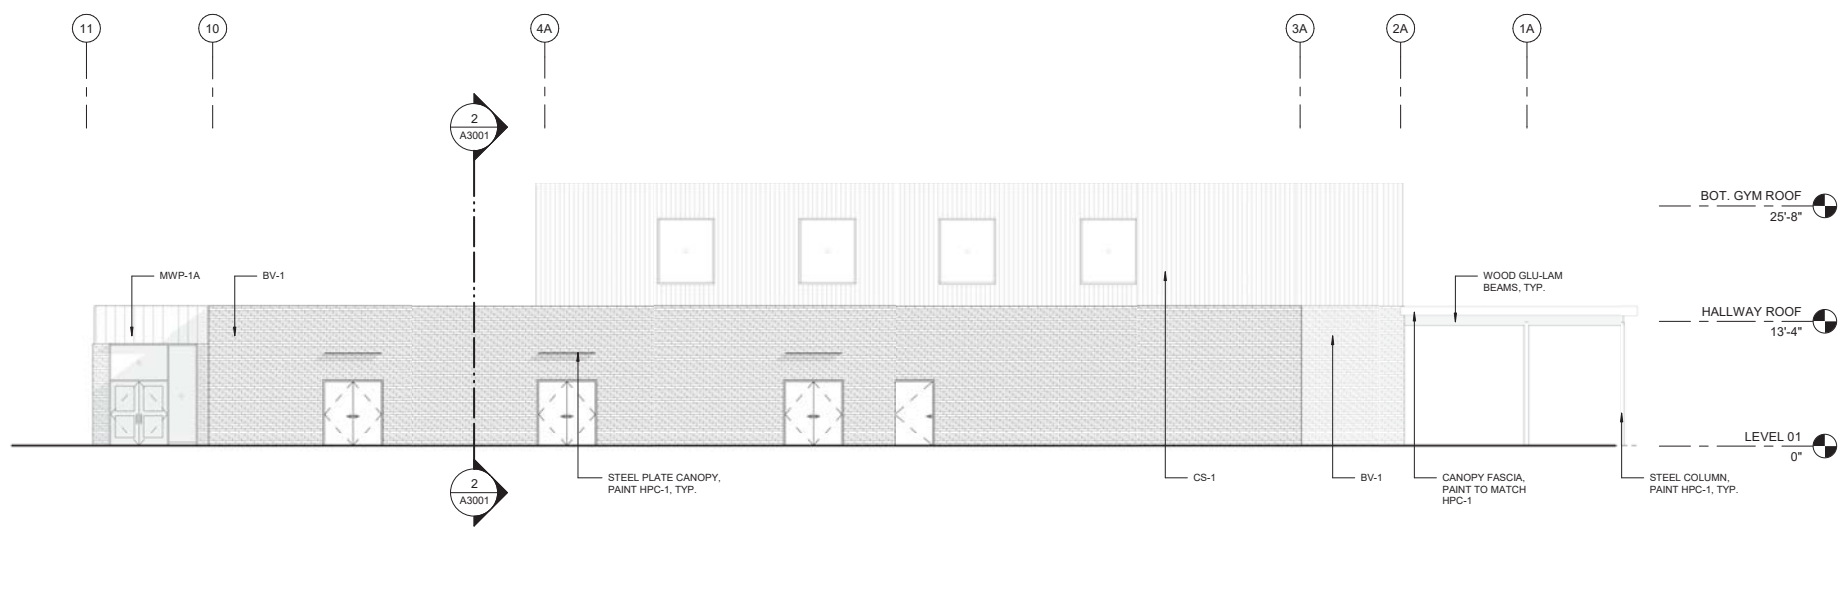 11
10
4A
3A
2A
1A
2
A3001
BOT. GYM ROOF
25'-8"
MWP-1A
BV-1
WOOD GLU-LAM
BEAMS, TYP.
HALLWAY ROOF
13'-4"
LEVEL 01
0"
2
A3001
STEEL PLATE CANOPY,
PAINT HPC-1, TYP.
CS-1
BV-1
CANOPY FASCIA,
PAINT TO MATCH
HPC-1
STEEL COLUMN,
PAINT HPC-1, TYP.